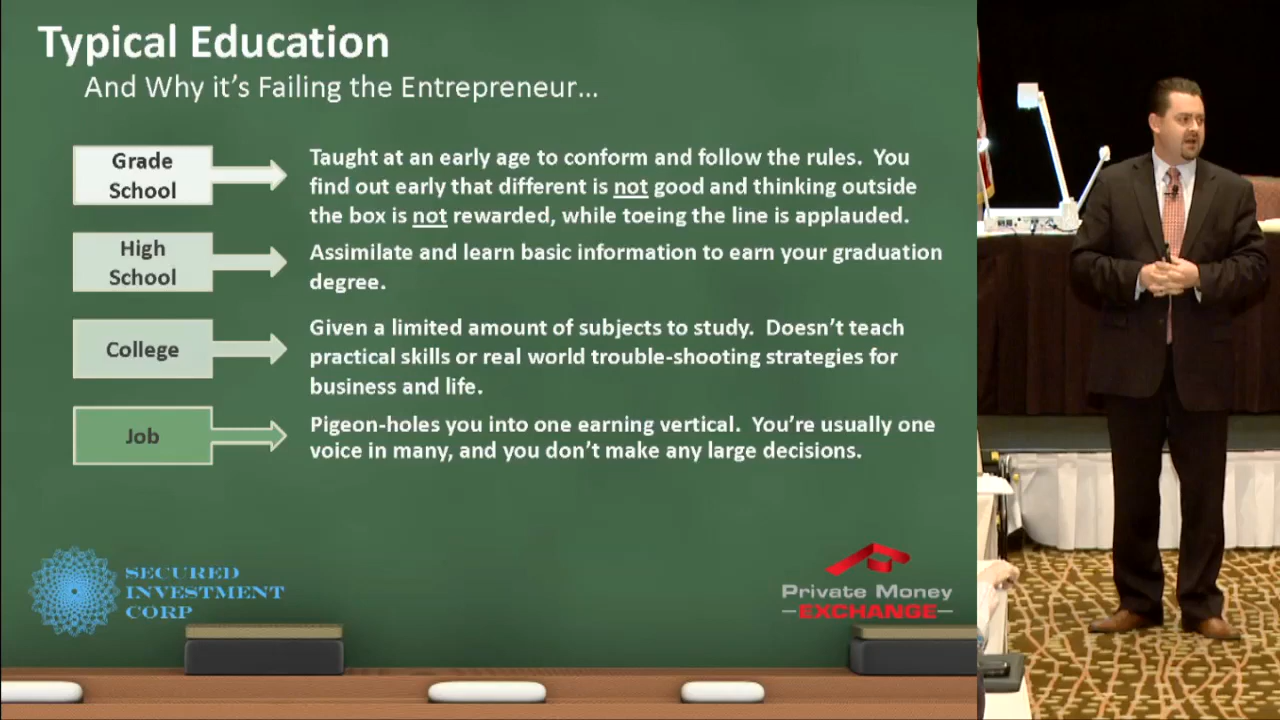 Typical Education
And Why it's Failing the Entrepreneur...
Grade
School
Taught at an early age to conform and follow the rules.  You
find out early that different is not good and thinking outside
the box is not rewarded, while toeing the line is applauded.
High
School
Assimilate and learn basic information to earn your graduation
degree.
College
Given a limited amount of subjects to study.  Doesn't teach
practical skills or real world trouble-shooting strategies for
business and life.
Job
Pigeon-holes you into one earning vertical.  You're usually one
voice in many, and you don't make any large decisions.
SECURED
INVESTMENT
CORP
Private Money
EXCHANGE